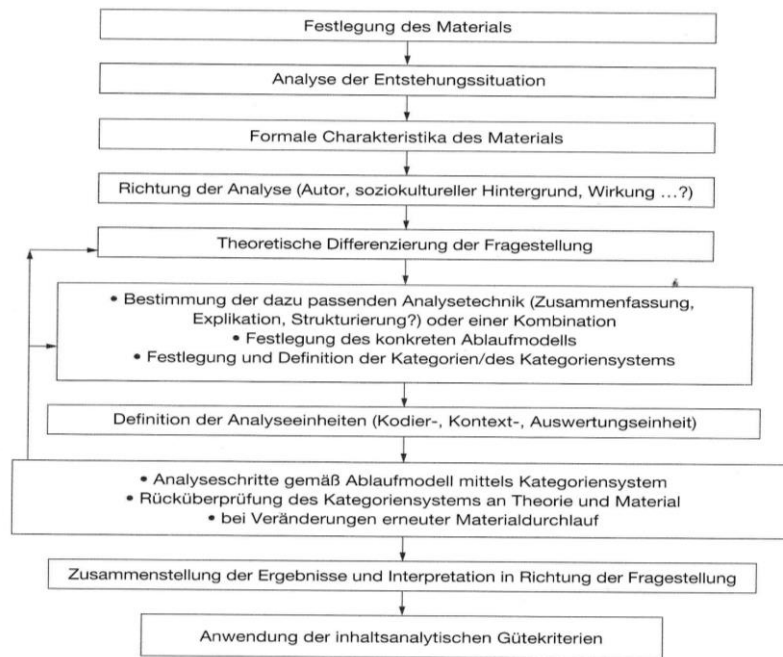 Festlegung des Materials
Analyse der Entstehungssituation
Formale Charakteristika des Materials
Richtung der Analyse (Autor, soziokultureller Hintergrund, Wirkung ...?)
Theoretische Differenzierung der Fragestellung
• Bestimmung der dazu passenden Analysetechnik (Zusammenfassung,
Explikation, Strukturierung?) oder einer Kombination
• Festlegung des konkreten Ablaufmodells
• Festlegung und Definition der Kategorien/des Kategoriensystems
Definition der Analyseeinheiten (Kodier-, Kontext-, Auswertungseinheit)
• Analyseschritte gemäß Ablaufmodell mittels Kategoriensystem
• Rücküberprüfung des Kategoriensystems an Theorie und Material
• bei Veränderungen erneuter Materialdurchlauf
Zusammenstellung der Ergebnisse und Interpretation in Richtung der Fragestellung
Anwendung der inhaltsanalytischen Gütekriterien